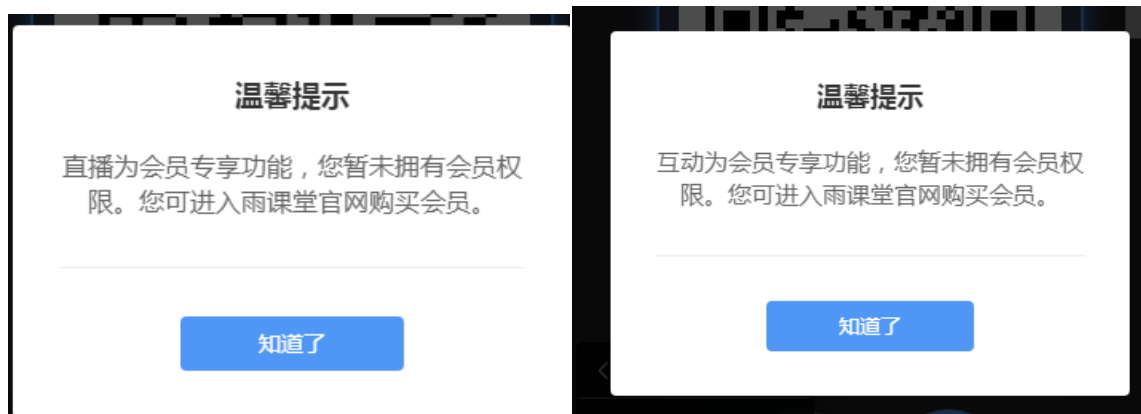 温馨提示
直播为会员专享功能，您暂未拥有会员权
限。您可进入雨课堂官网购买会员。
知道了
温馨提示
互动为会员专享功能，您暂未拥有会员权
限。您可进入雨课堂官网购买会员。
知道了